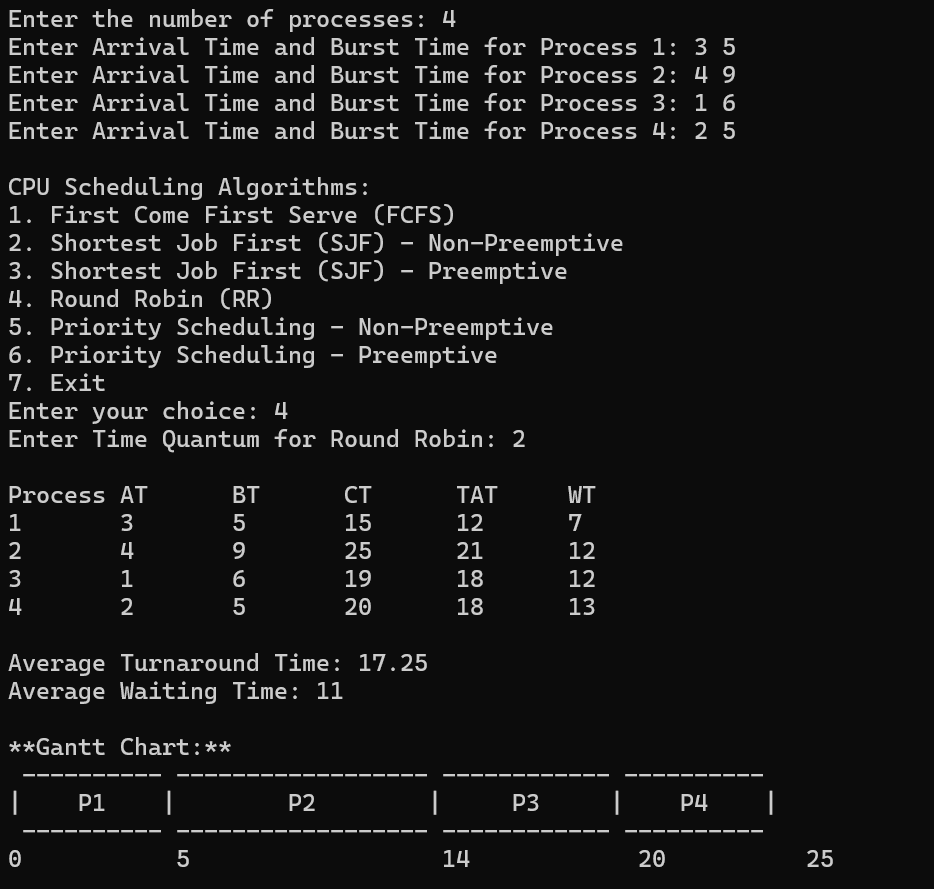 Enter the number of processes: 4
Enter Arrival Time and Burst Time for Process 1: 3 5
Enter Arrival Time and Burst Time for Process 2: 4 9
Enter Arrival Time and Burst Time for Process 3: 1 6
Enter Arrival Time and Burst Time for Process 4: 2 5

CPU Scheduling Algorithms:
1. First Come First Serve (FCFS)
2. Shortest Job First (SJF) - Non-Preemptive
3. Shortest Job First (SJF) - Preemptive
4. Round Robin (RR)
5. Priority Scheduling - Non-Preemptive
6. Priority Scheduling - Preemptive
7. Exit
Enter your choice: 4
Enter Time Quantum for Round Robin: 2

Process AT      BT      CT      TAT     WT
1       3       5       15      12      7
2       4       9       25      21      12
3       1       6       19      18      12
4       2       5       20      18      13

Average Turnaround Time: 17.25
Average Waiting Time: 11

**Gantt Chart:**
 ---------- ------------------ ------------ ----------
|    P1    |        P2        |     P3     |    P4    |
 ---------- ------------------ ------------ ----------
0           5                  14            20          25